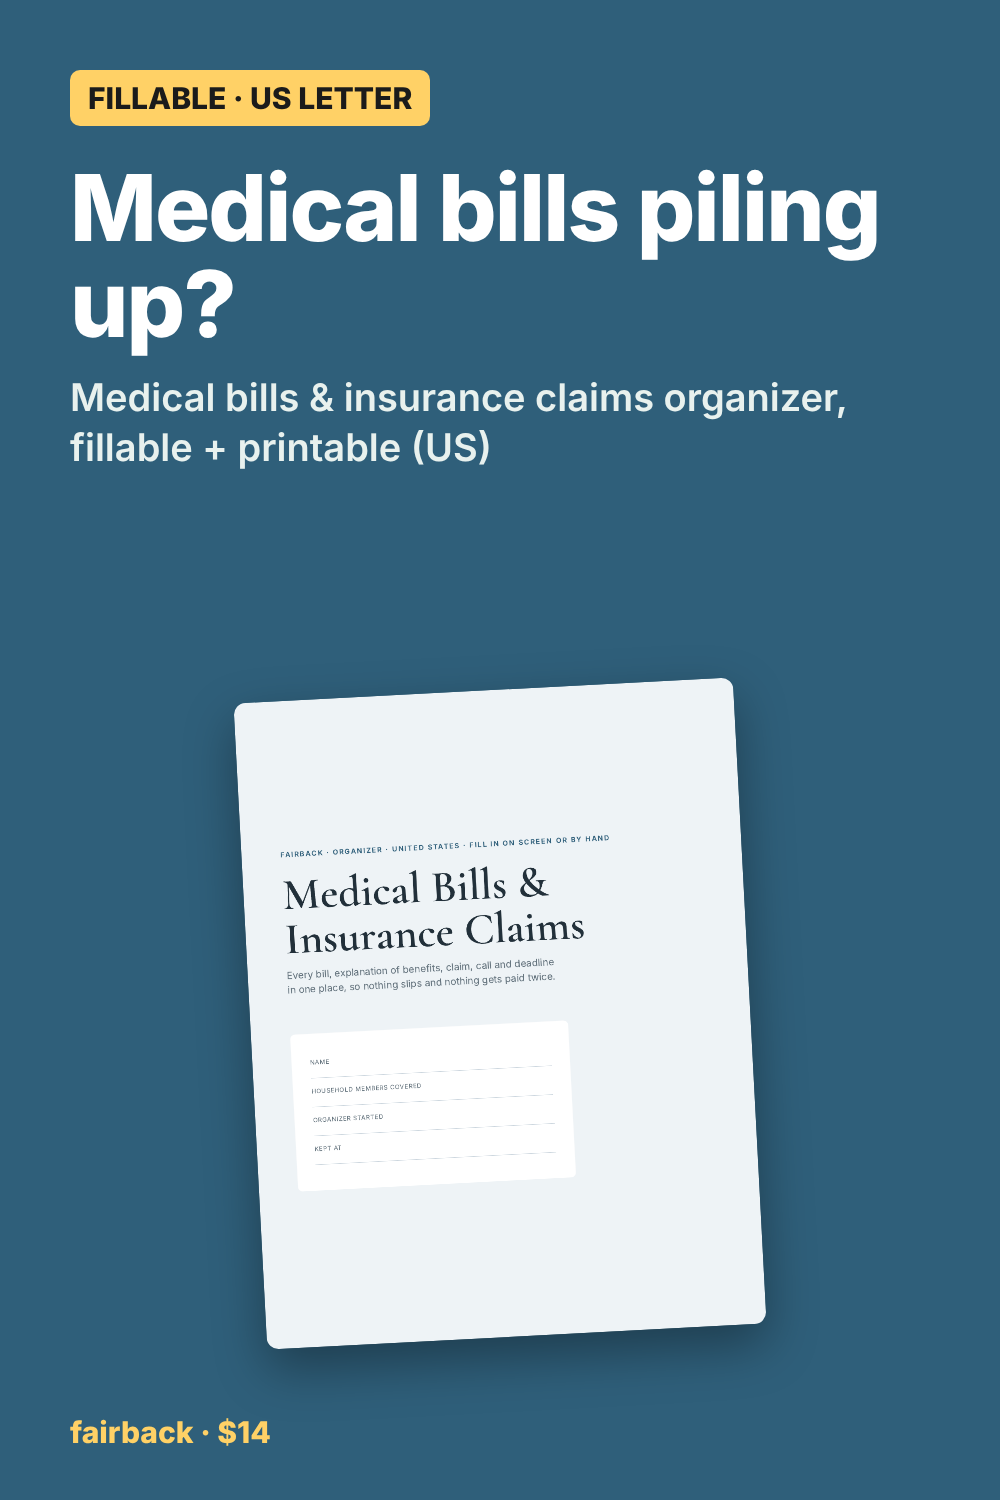 FILLABLE · US LETTER
Medical bills piling
up?
Medical bills & insurance claims organizer,
fillable + printable (US)
FAIRBACK · ORGANIZER · UNITED STATES · FILL IN ON SCREEN OR BY HAND
Medical Bills &
Insurance Claims
Every bill, explanation of benefits, claim, call and deadline
in one place, so nothing slips and nothing gets paid twice.
NAME
HOUSEHOLD MEMBERS COVERED
ORGANIZER STARTED
KEPT AT
fairback · $14